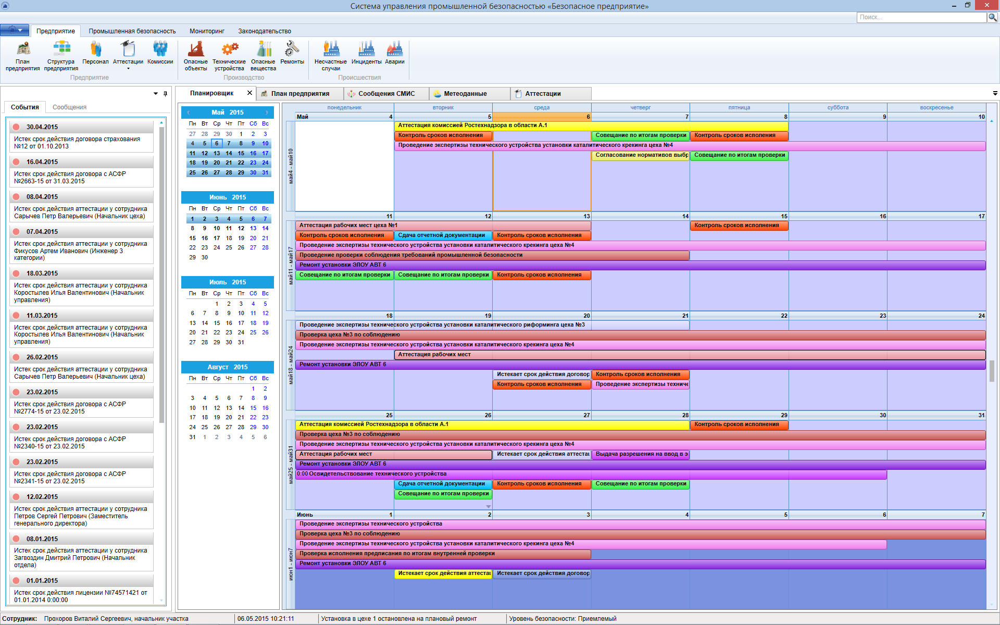 Система управления промышленной безопасностью «Безопасное предприятие»
Поиск...
Предприятие Промышленная безопасность Мониторинг Законодательство
План предприятия
Структура предприятия
Персонал
Аттестации
Комиссии
Опасные объекты
Технические устройства
Опасные вещества
Ремонты
Несчастные случаи
Инциденты
Аварии
Предприятие Производство Происшествия
События Сообщения
30.04.2015
Истек срок действия договора страхования
№12 от 01.10.2013
16.04.2015
Истек срок действия договора с АСФР
№2663-15 от 31.03.2015
08.04.2015
Истек срок действия аттестации у сотрудника
Сарычев Петр Валерьевич (Начальник цеха)
07.04.2015
Истек срок действия аттестации у сотрудника
Фикусов Артем Иванович (Инженер 3
категории)
18.03.2015
Истек срок действия аттестации у сотрудника
Коростылев Илья Валентинович (Начальник
управления)
11.03.2015
Истек срок действия аттестации у сотрудника
Коростылев Илья Валентинович (Начальник
управления)
26.02.2015
Истек срок действия аттестации у сотрудника
Сарычев Петр Валерьевич (Начальник цеха)
23.02.2015
Истек срок действия договора с АСФР
№2774-15 от 23.02.2015
23.02.2015
Истек срок действия договора с АСФР
№2340-15 от 23.02.2015
23.02.2015
Истек срок действия договора с АСФР
№2341-15 от 23.02.2015
12.02.2015
Истек срок действия аттестации у сотрудника
Петров Сергей Петрович (Заместитель
генерального директора)
08.01.2015
Истек срок действия аттестации у сотрудника
Загвоздин Дмитрий Петрович (Начальник
отдела)
01.01.2015
Истек срок действия лицензии №74571421 от
01.01.2014 0:00:00
Планировщик План предприятия Сообщения СМИС Метеоданные Аттестации
Май 2015
Пн Вт Ср Чт Пт Сб Вс
27 28 29 30 1 2 3
4 5 6 7 8 9 10
11 12 13 14 15 16 17
18 19 20 21 22 23 24
25 26 27 28 29 30 31
Июнь 2015
Пн Вт Ср Чт Пт Сб Вс
1 2 3 4 5 6 7
8 9 10 11 12 13 14
15 16 17 18 19 20 21
22 23 24 25 26 27 28
29 30
Июль 2015
Пн Вт Ср Чт Пт Сб Вс
1 2 3 4 5
6 7 8 9 10 11 12
13 14 15 16 17 18 19
20 21 22 23 24 25 26
27 28 29 30 31
Август 2015
Пн Вт Ср Чт Пт Сб Вс
1 2
3 4 5 6 7 8 9
10 11 12 13 14 15 16
17 18 19 20 21 22 23
24 25 26 27 28 29 30
31 1 2 3 4 5 6
понедельник вторник среда четверг пятница суббота воскресенье
Май 4 5 6 7 8 9 10
май4 - май10
Аттестация комиссией Ростехнадзора в области А.1
Контроль сроков исполнения Совещание по итогам проверки Контроль сроков исполения
Проведение экспертизы технического устройства установки каталитического крекинга цеха №4
Согласование нормативов выбр Совещание по итогам проверки
11 12 13 14 15 16 17
май11 - май17
Аттестация рабочих мест цеха №1 Контроль сроков исполнения
Контроль сроков исполнения Сдача отчетной документации Контроль сроков исполнения
Проведение экспертизы технического устройства установки каталитического крекинга цеха №4
Проведение проверки соблюдения требований промышленной безопасности
Ремонт установки ЭЛОУ АВТ 6
Совещание по итогам проверки Совещание по итогам проверки Контроль сроков исполнения
18 19 20 21 22 23 24
май18 - май24
Проведение экспертизы технического устройства установки каталитического риформинга цеха №3
Проверка цеха №3 по соблюдению
Проведение экспертизы технического устройства установки каталитического крекинга цеха №4
Аттестация рабочих мест
Ремонт установки ЭЛОУ АВТ 6
Истекает срок действия договор Контроль сроков исполнения
Контроль сроков исполнения Проведение экспертизы техниче
25 26 27 28 29 30 31
май25 - май31
Аттестация комиссией Ростехнадзора в области А.1 Контроль сроков исполнения
Проверка цеха №3 по соблюдению
Проведение экспертизы технического устройства установки каталитического крекинга цеха №4
Аттестация рабочих мест Истекает срок действия аттестац Выдача разрешения на ввод в э
Ремонт установки ЭЛОУ АВТ 6
0:00 Освидетельствование технического устройства
Сдача отчетной документации Контроль сроков исполнения Совещание по итогам проверки
Совещание по итогам проверки
Июнь 1 2 3 4 5 6 7
июн1 - июн7
Проведение экспертизы технического устройства
Проверка цеха №3 по соблюдению
Проведение экспертизы технического устройства установки каталитического крекинга цеха №4
Проверка исполнения предписания по итогам внутренней проверки
Ремонт установки ЭЛОУ АВТ 6
Истекает срок действия аттестац Истекает срок действия договор
Сотрудник: Прохоров Виталий Сергеевич, начальник участка 06.05.2015 10:21:11 Установка в цехе 1 остановлена на плановый ремонт Уровень безопасности: Приемлемый